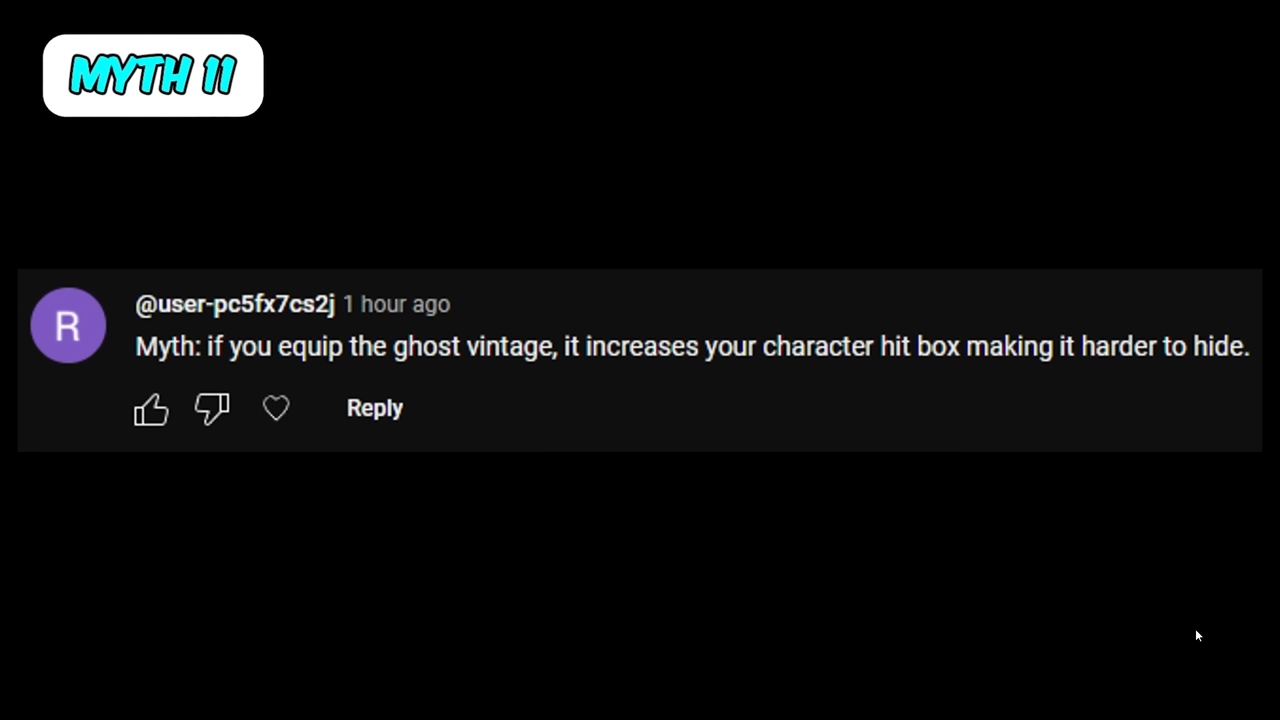 MYTH 11
R
@user-pc5fx7cs2j 1 hour ago
Myth: if you equip the ghost vintage, it increases your character hit box making it harder to hide.
Reply